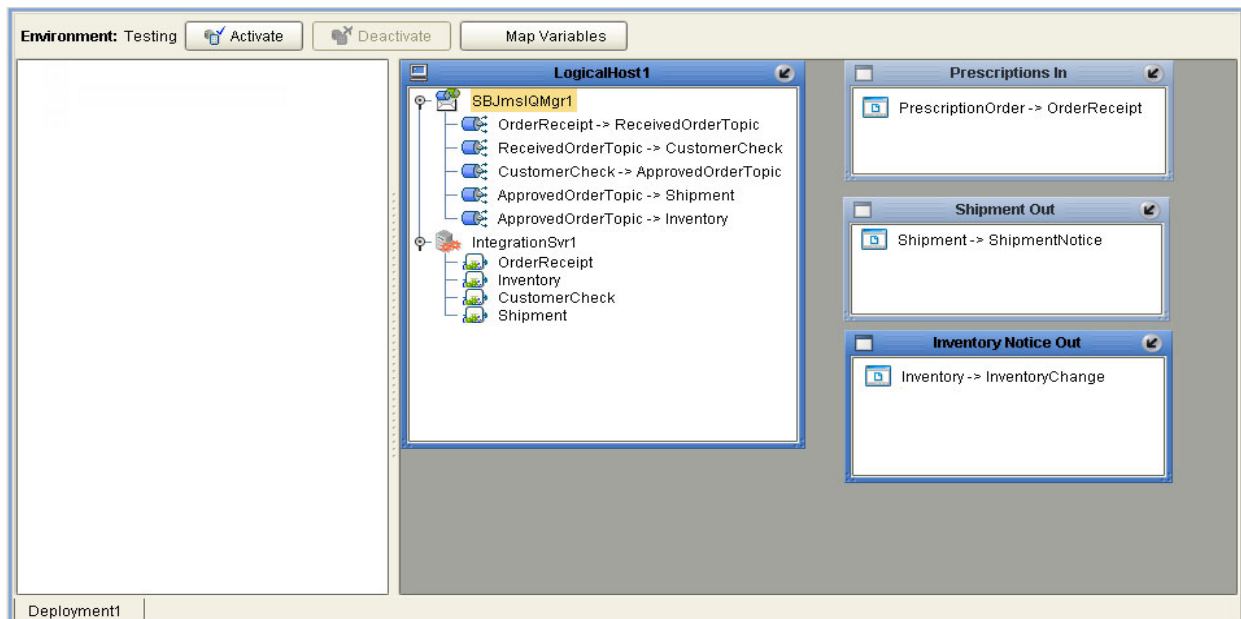 Environment: Testing Activate Deactivate Map Variables
LogicalHost1
SBJmsIQMgr1
OrderReceipt -> ReceivedOrderTopic
ReceivedOrderTopic -> CustomerCheck
CustomerCheck -> ApprovedOrderTopic
ApprovedOrderTopic -> Shipment
ApprovedOrderTopic -> Inventory
IntegrationSvr1
OrderReceipt
Inventory
CustomerCheck
Shipment
Prescriptions In
PrescriptionOrder -> OrderReceipt
Shipment Out
Shipment -> ShipmentNotice
Inventory Notice Out
Inventory -> InventoryChange
Deployment1